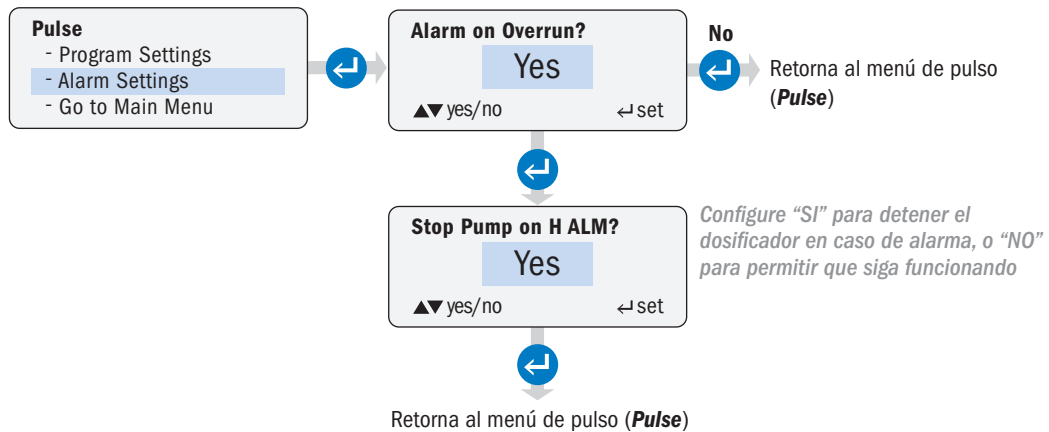 Pulse
- Program Settings
- Alarm Settings
- Go to Main Menu
Alarm on Overrun?
Yes
▲▼ yes/no ↵ set
No
Retorna al menú de pulso
(Pulse)
Stop Pump on H ALM?
Yes
▲▼ yes/no ↵ set
Configure “SI” para detener el
dosificador en caso de alarma, o “NO”
para permitir que siga funcionando
Retorna al menú de pulso (Pulse)